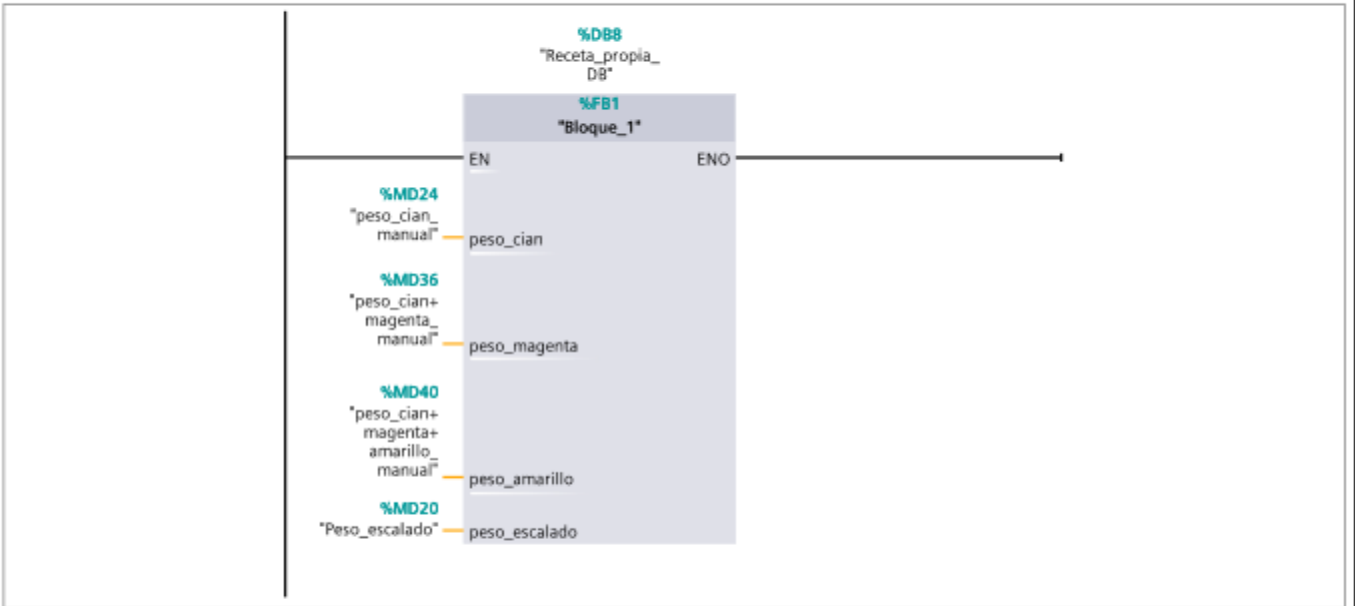 %DB8
"Receta_propia_
DB"
%FB1
"Bloque_1"
EN
ENO
%MD24
"peso_cian_
manual"
peso_cian
%MD36
"peso_cian+
magenta_
manual"
peso_magenta
%MD40
"peso_cian+
magenta+
amarillo_
manual"
peso_amarillo
%MD20
"Peso_escalado"
peso_escalado